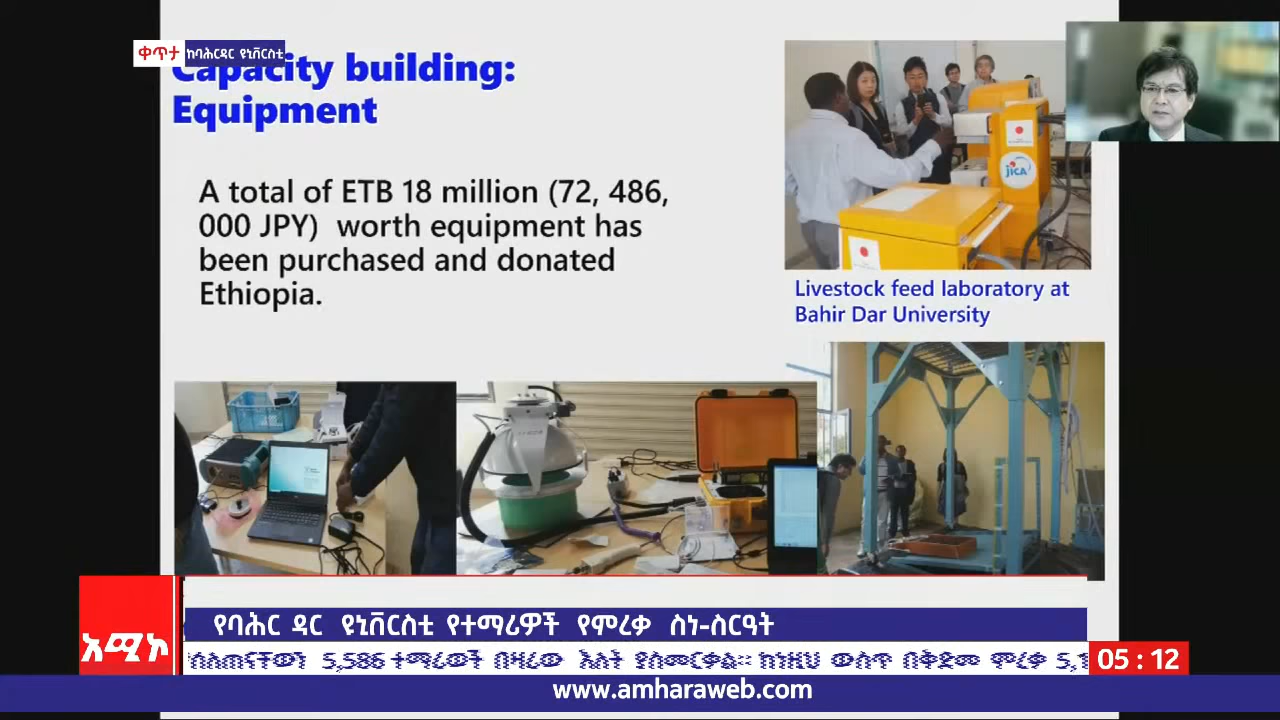 ቀጥታ ከባሕርዳር ዩኒቨርስቲ
Capacity building:
Equipment
A total of ETB 18 million (72, 486,
000 JPY) worth equipment has
been purchased and donated
Ethiopia.
jICA
Livestock feed laboratory at
Bahir Dar University
አሚኮ
የባሕር ዳር ዩኒቨርስቲ የተማሪዎች የምረቃ ስነ-ስርዓት
5,586 ተማሪወች በዛሬው እለት ያስመርቃል። ከነዚህ ውስጥ በቅድመ ምረቃ
05:12
www.amharaweb.com